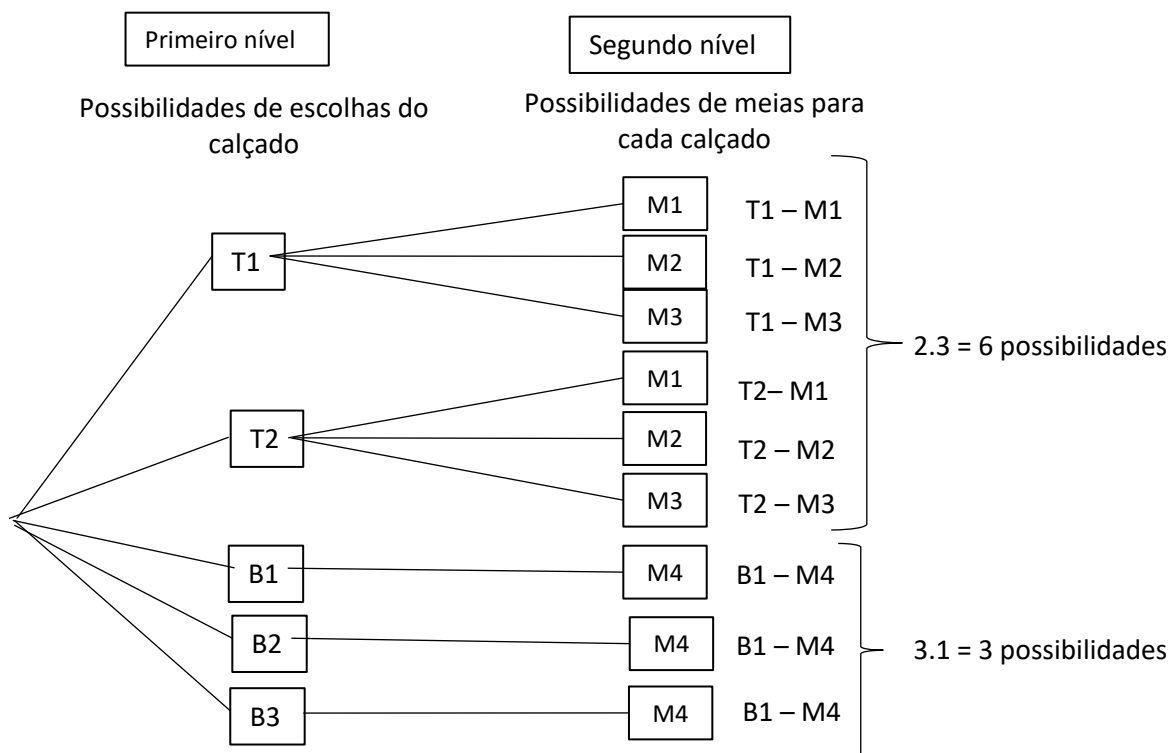 Primeiro nível
Segundo nível
Possibilidades de escolhas do
calçado
Possibilidades de meias para
cada calçado
T1
M1
T1 – M1
M2
T1 – M2
M3
T1 – M3
2.3 = 6 possibilidades
T2
M1
T2– M1
M2
T2 – M2
M3
T2 – M3
B1
M4
B1 – M4
B2
M4
B1 – M4
3.1 = 3 possibilidades
B3
M4
B1 – M4